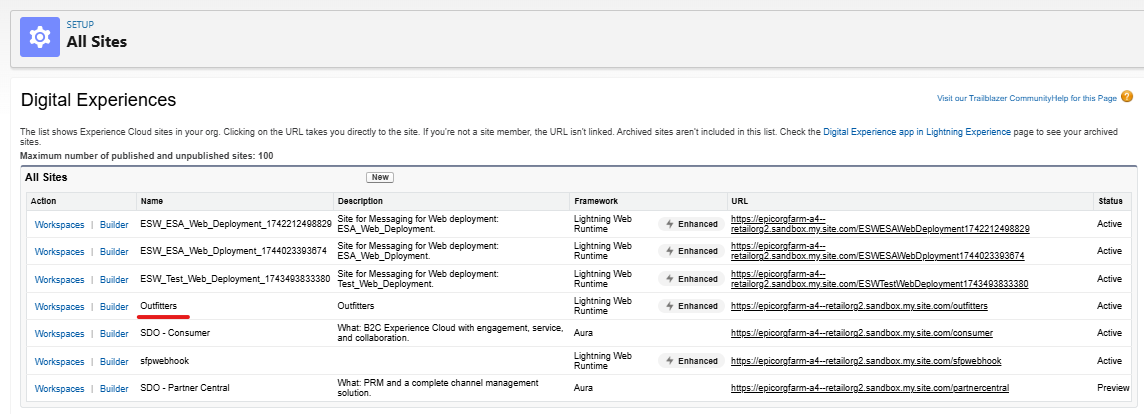 SETUP
All Sites
Digital Experiences
Visit our Trailblazer Community Help for this Page ?
The list shows Experience Cloud sites in your org. Clicking on the URL takes you directly to the site. If you're not a site member, the URL isn't linked. Archived sites aren't included in this list. Check the Digital Experience app in Lightning Experience page to see your archived
sites.
Maximum number of published and unpublished sites: 100
All Sites New
Action Name Description Framework URL Status
Workspaces | Builder ESW_ESA_Web_Deployment_1742212498829 Site for Messaging for Web deployment: Lightning Web Enhanced https://epicorgfarm-a4-- Active
ESA_Web_Deployment. Runtime retailorg2.sandbox.my.site.com/ESWESAWebDeployment1742212498829
Workspaces | Builder ESW_ESA_Web_Dployment_1744023393674 Site for Messaging for Web deployment: Lightning Web Enhanced https://epicorgfarm-a4-- Active
ESA_Web_Dployment. Runtime retailorg2.sandbox.my.site.com/ESWESAWebDployment1744023393674
Workspaces | Builder ESW_Test_Web_Deployment_1743493833380 Site for Messaging for Web deployment: Lightning Web Enhanced https://epicorgfarm-a4-- Active
Test_Web_Deployment. Runtime retailorg2.sandbox.my.site.com/ESWTestWebDeployment1743493833380
Workspaces | Builder Outfitters Outfitters Lightning Web Enhanced https://epicorgfarm-a4--retailorg2.sandbox.my.site.com/outfitters Active
Runtime
Workspaces | Builder SDO - Consumer What: B2C Experience Cloud with engagement, service, Aura https://epicorgfarm-a4--retailorg2.sandbox.my.site.com/consumer Active
and collaboration.
Workspaces | Builder sfpwebhook Lightning Web Enhanced https://epicorgfarm-a4--retailorg2.sandbox.my.site.com/sfpwebhook Active
Runtime
Workspaces | Builder SDO - Partner Central What: PRM and a complete channel management Aura https://epicorgfarm-a4--retailorg2.sandbox.my.site.com/partnercentral Preview
solution.